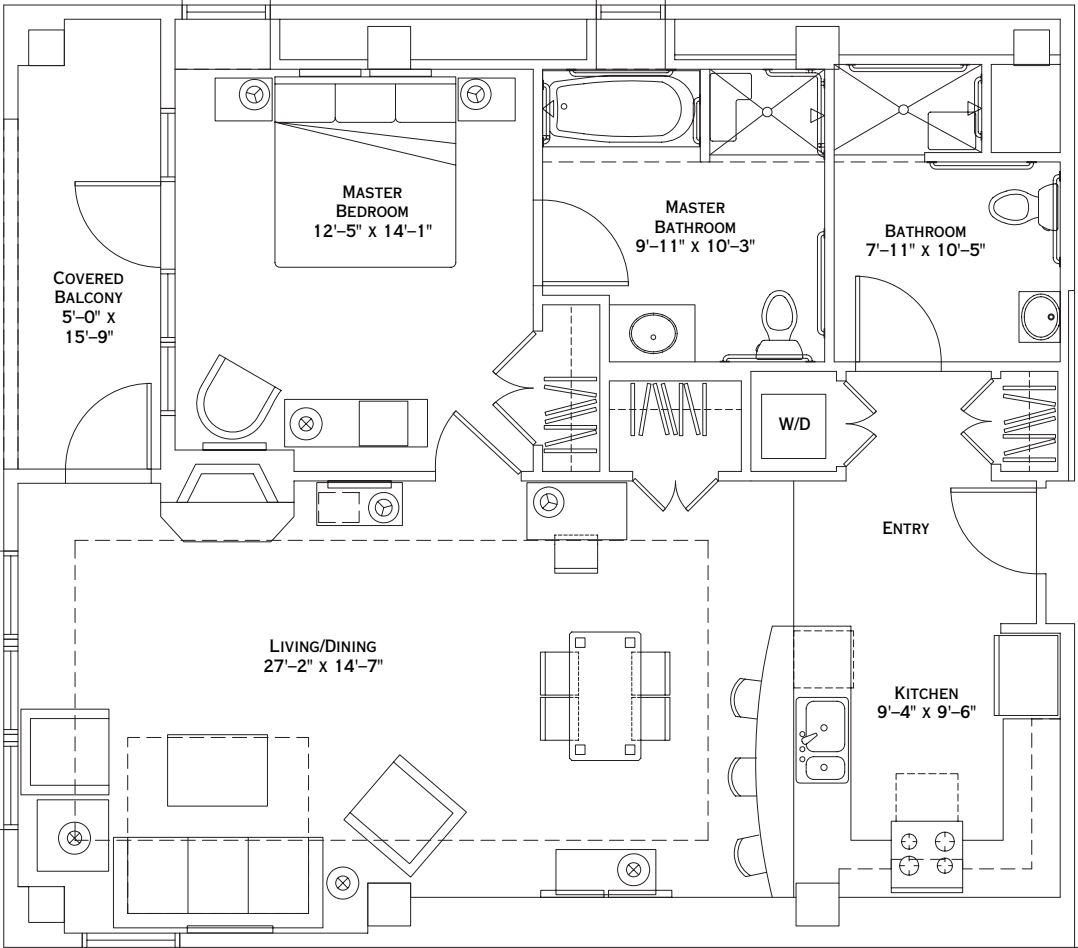 MASTER
BEDROOM
12'–5" X 14'–1"
MASTER
BATHROOM
9'–11" X 10'–3"
BATHROOM
7'–11" X 10'–5"
COVERED
BALCONY
5'–0" X
15'–9"
W/D
ENTRY
LIVING/DINING
27'–2" X 14'–7"
KITCHEN
9'–4" X 9'–6"